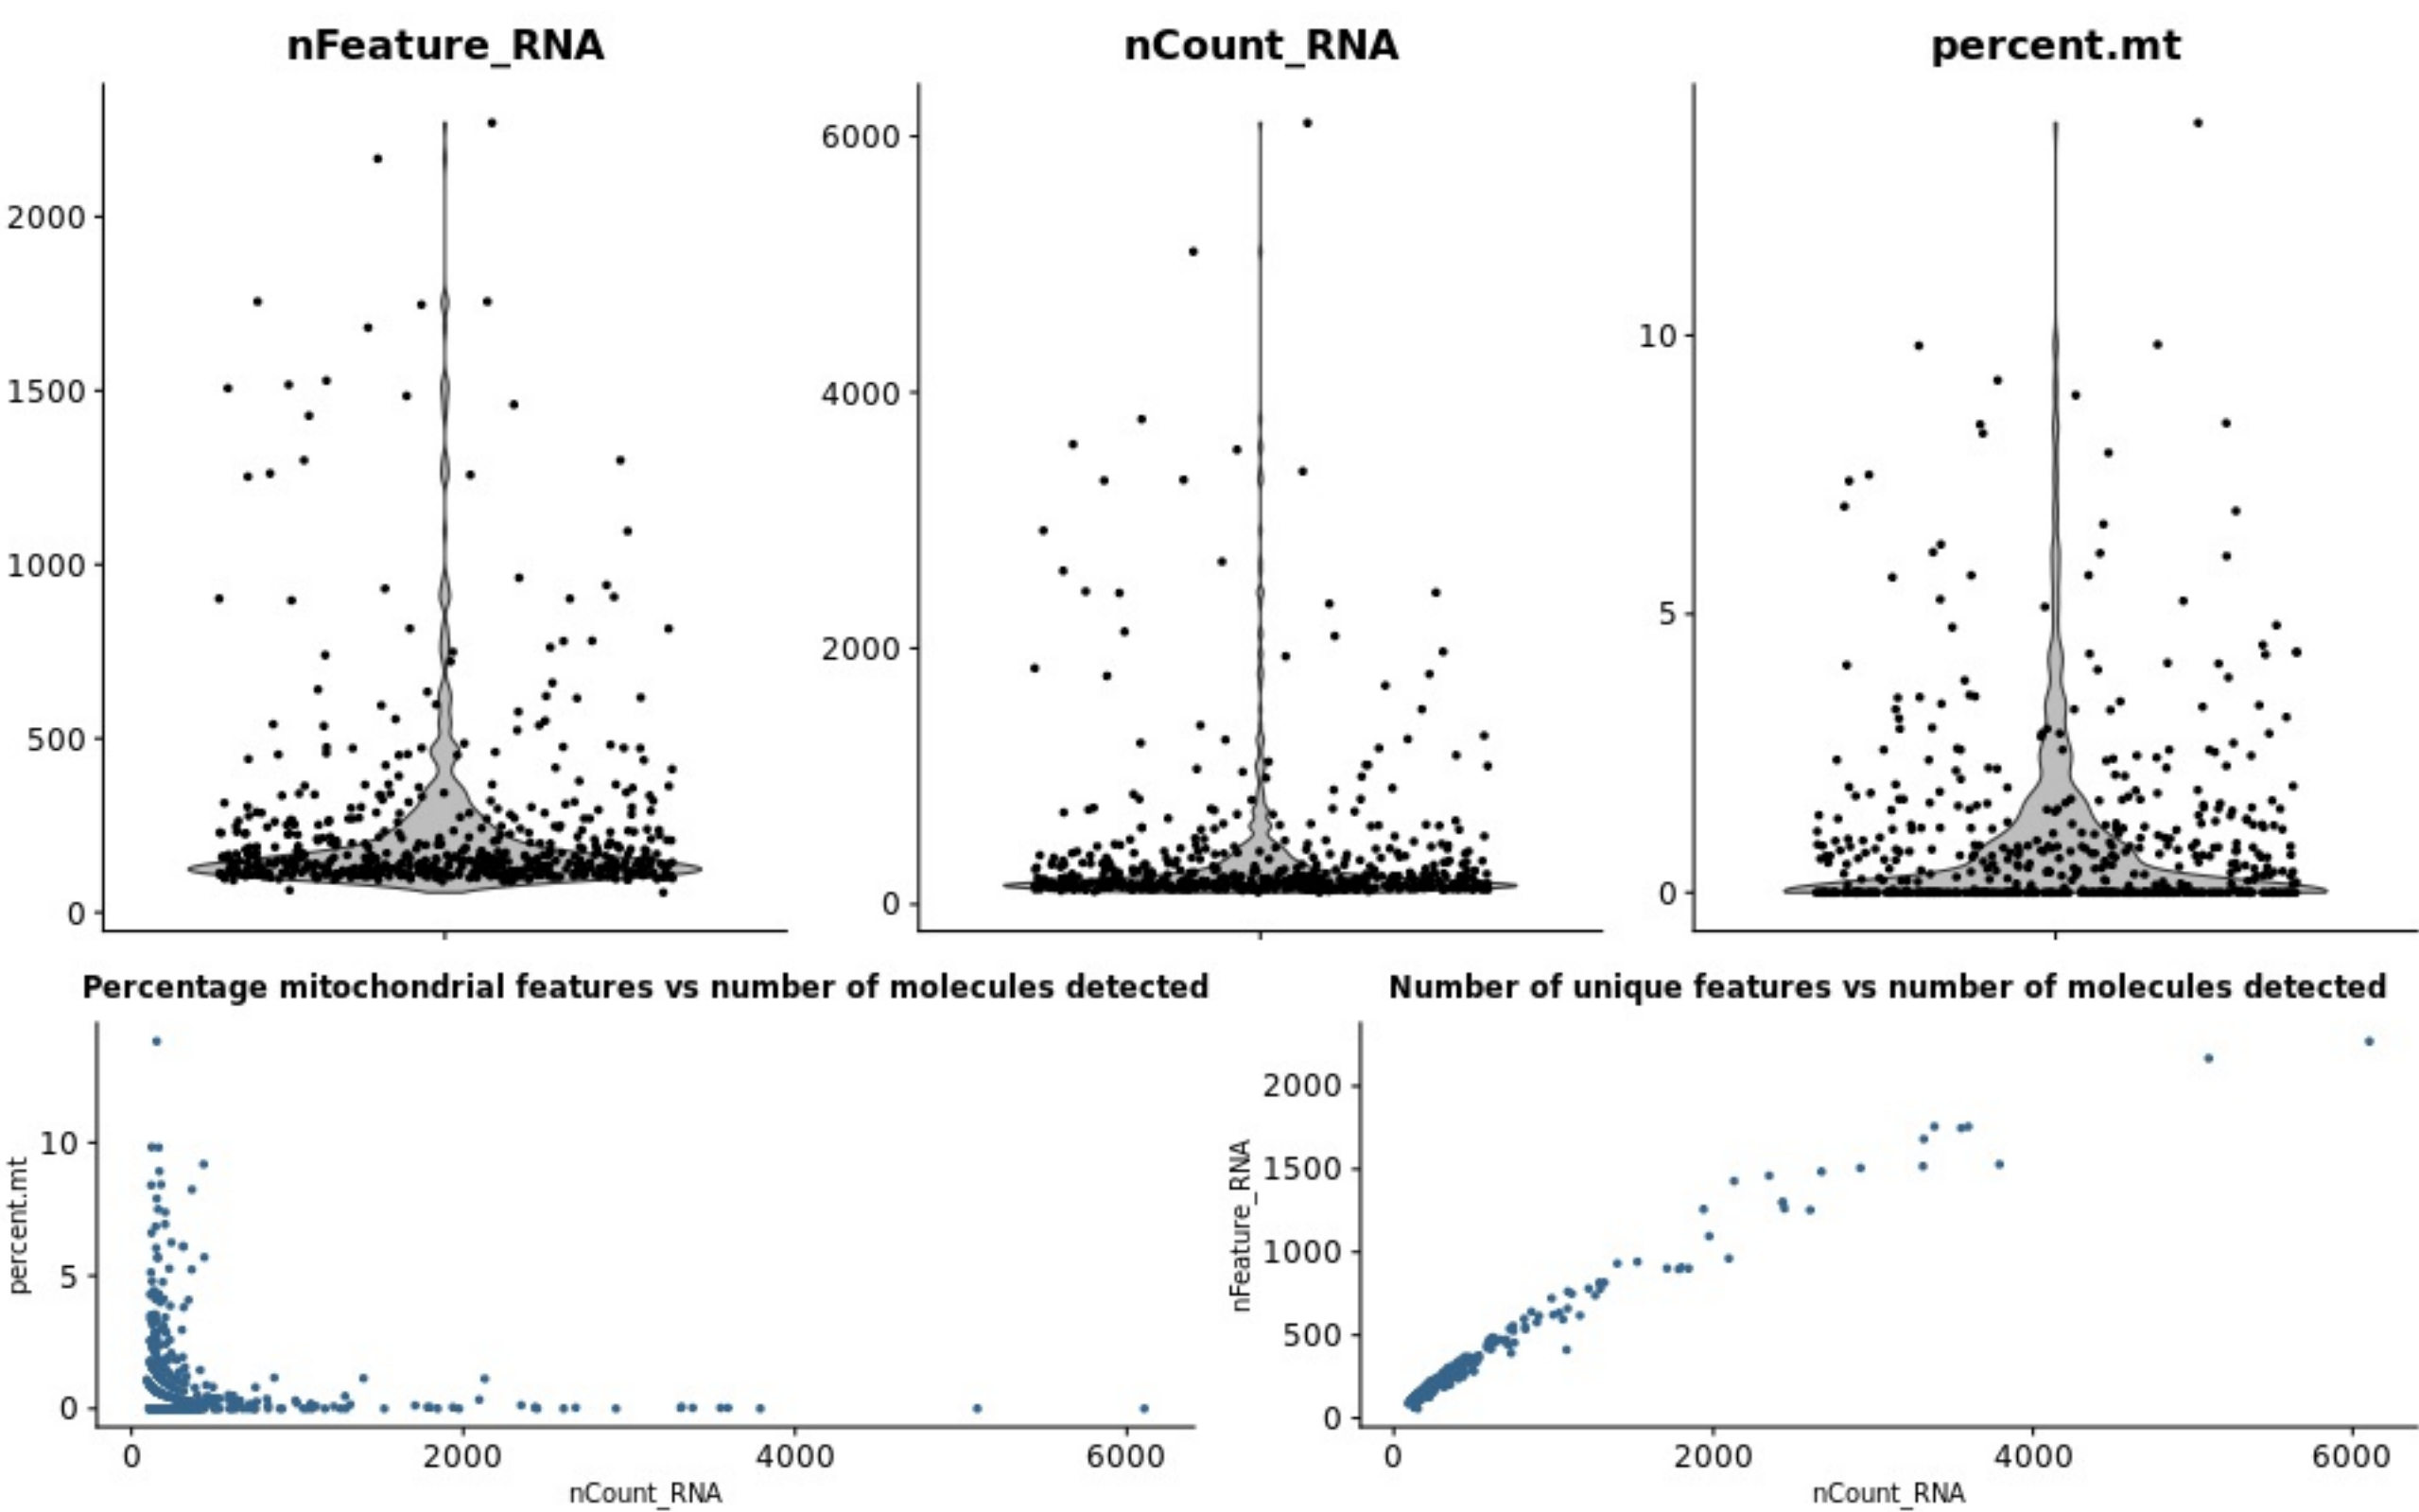 nFeature_RNA
nCount_RNA
percent.mt
2000
1500
1000
500
0
6000
4000
2000
0
10
5
0
Percentage mitochondrial features vs number of molecules detected
percent.mt
10
5
0
0 2000 4000 6000
nCount_RNA
Number of unique features vs number of molecules detected
nFeature_RNA
2000
1500
1000
500
0
0 2000 4000 6000
nCount_RNA